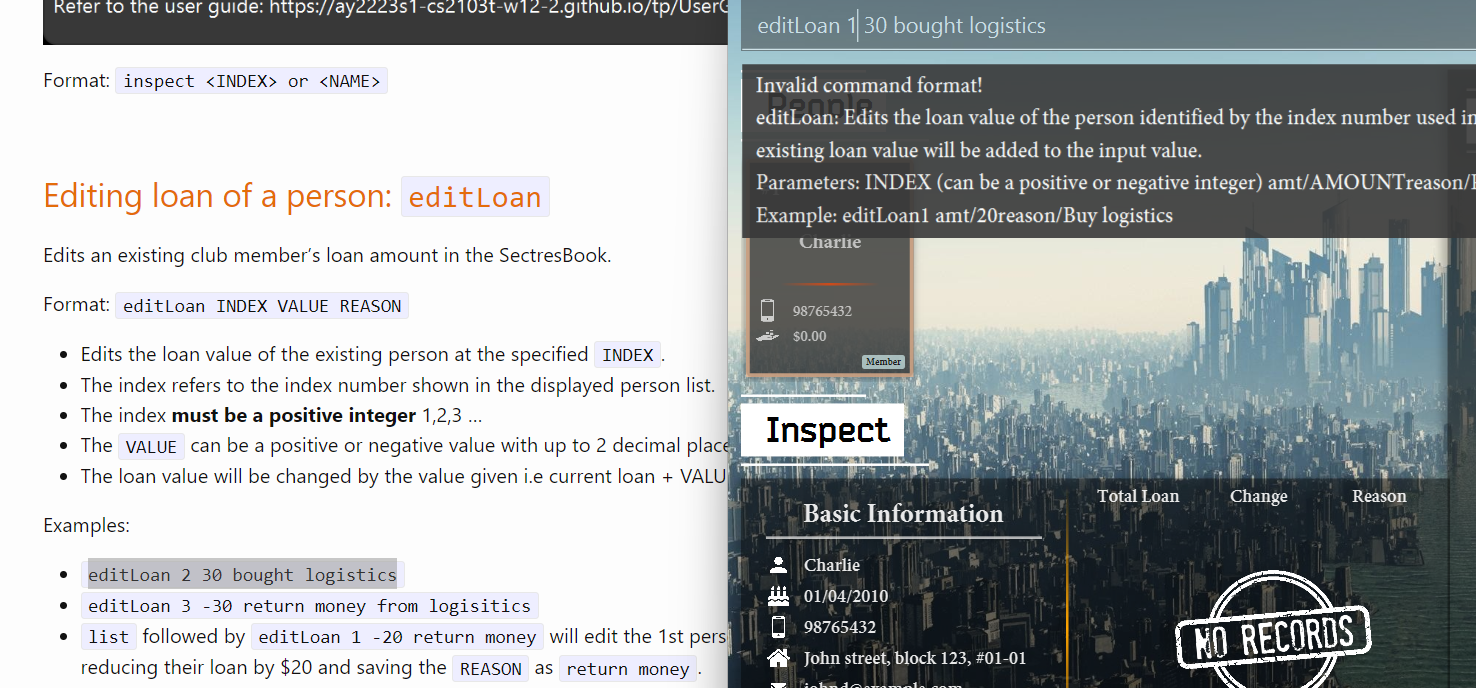 Refer to the user guide: https://ay2223s1-cs2103t-w12-2.github.io/tp/UserG
Format: inspect <INDEX> or <NAME>
Editing loan of a person: editLoan
Edits an existing club member's loan amount in the SectresBook.
Format: editLoan INDEX VALUE REASON
Edits the loan value of the existing person at the specified INDEX.
The index refers to the index number shown in the displayed person list.
The index must be a positive integer 1,2,3 ...
The VALUE can be a positive or negative value with up to 2 decimal place
The loan value will be changed by the value given i.e current loan + VALU
Examples:
editLoan 2 30 bought logistics
editLoan 3 -30 return money from logisitics
list followed by editLoan 1 -20 return money will edit the 1st pers
reducing their loan by $20 and saving the REASON as return money.
editLoan 1 30 bought logistics
People
Invalid command format!
editLoan: Edits the loan value of the person identified by the index number used in
existing loan value will be added to the input value.
Parameters: INDEX (can be a positive or negative integer) amt/AMOUNTreason/
Example: editLoan1 amt/20reason/Buy logistics
Charlie
98765432
$0.00
Member
Inspect
Basic Information
Charlie
01/04/2010
98765432
John street, block 123, #01-01
johnd@example.com
Total Loan Change Reason
NO RECORDS